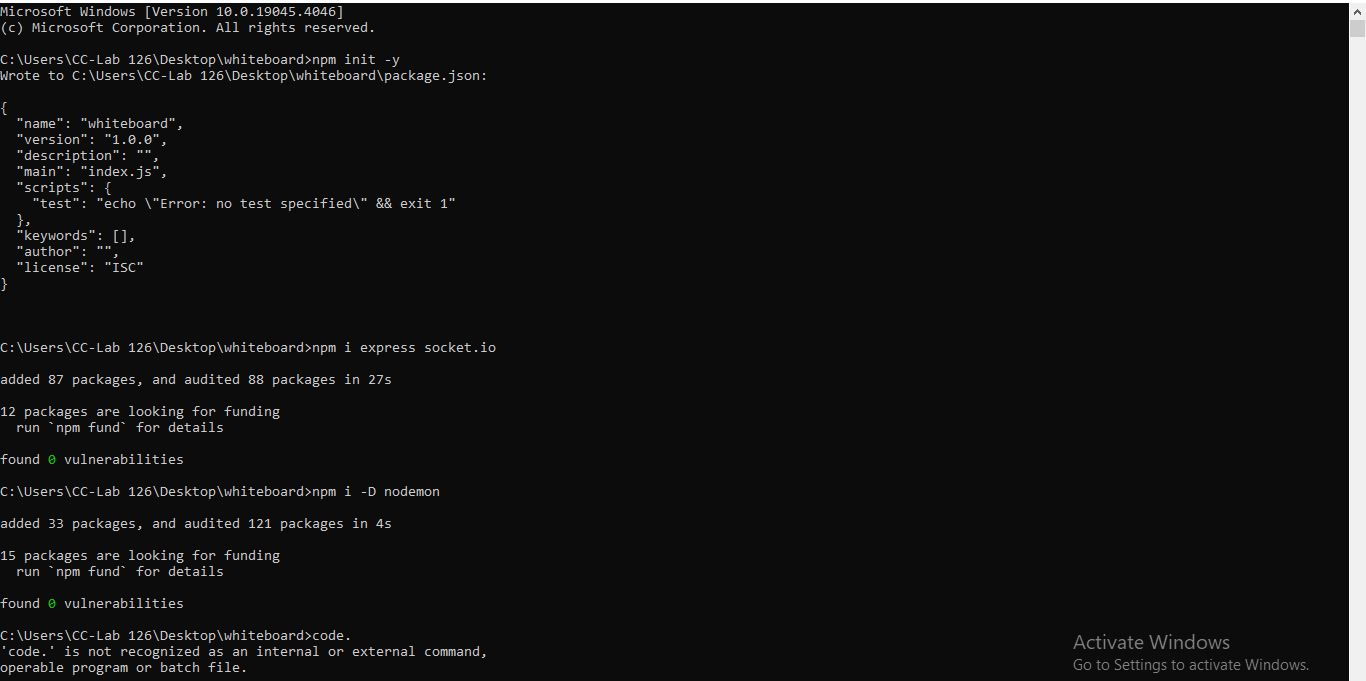 Microsoft Windows [Version 10.0.19045.4046]
(c) Microsoft Corporation. All rights reserved.
C:\Users\CC-Lab 126\Desktop\whiteboard>npm init -y
Wrote to C:\Users\CC-Lab 126\Desktop\whiteboard\package.json:
{
  "name": "whiteboard",
  "version": "1.0.0",
  "description": "",
  "main": "index.js",
  "scripts": {
    "test": "echo \"Error: no test specified\" && exit 1"
  },
  "keywords": [],
  "author": "",
  "license": "ISC"
}
C:\Users\CC-Lab 126\Desktop\whiteboard>npm i express socket.io
added 87 packages, and audited 88 packages in 27s
12 packages are looking for funding
  run `npm fund` for details
found 0 vulnerabilities
C:\Users\CC-Lab 126\Desktop\whiteboard>npm i -D nodemon
added 33 packages, and audited 121 packages in 4s
15 packages are looking for funding
  run `npm fund` for details
found 0 vulnerabilities
C:\Users\CC-Lab 126\Desktop\whiteboard>code.
'code.' is not recognized as an internal or external command,
operable program or batch file.
Activate Windows
Go to Settings to activate Windows.